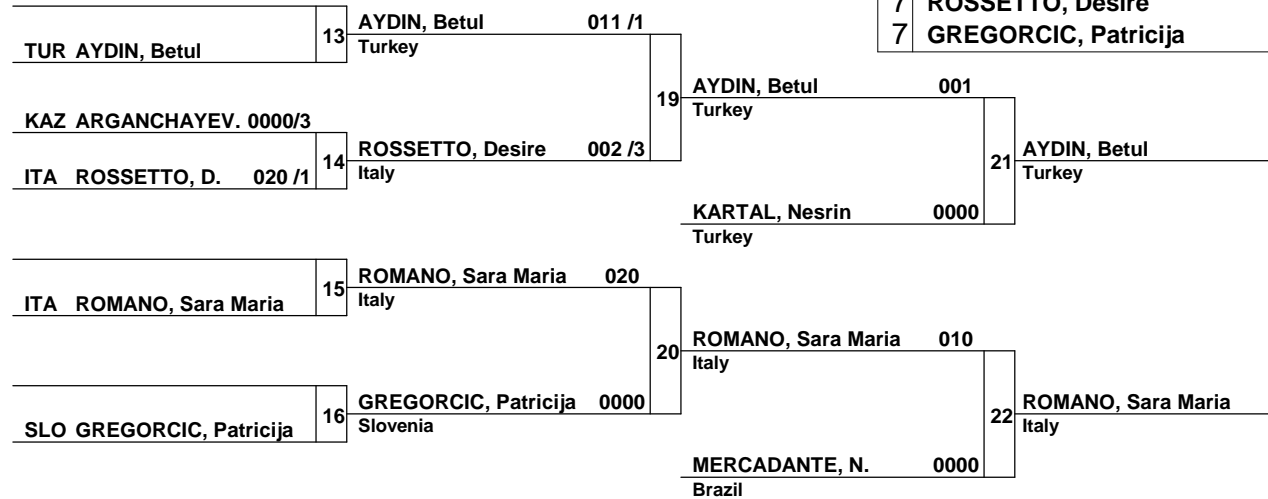 7 ROSSETTO, Desire
7 GREGORCIC, Patricija
TUR AYDIN, Betul
13
AYDIN, Betul 011 /1
Turkey
KAZ ARGANCHAYEV. 0000/3
ITA ROSSETTO, D. 020 /1
14
ROSSETTO, Desire 002 /3
Italy
19
AYDIN, Betul 001
Turkey
KARTAL, Nesrin 0000
Turkey
21
AYDIN, Betul
Turkey
ITA ROMANO, Sara Maria
15
ROMANO, Sara Maria 020
Italy
SLO GREGORCIC, Patricija
16
GREGORCIC, Patricija 0000
Slovenia
20
ROMANO, Sara Maria 010
Italy
MERCADANTE, N. 0000
Brazil
22
ROMANO, Sara Maria
Italy